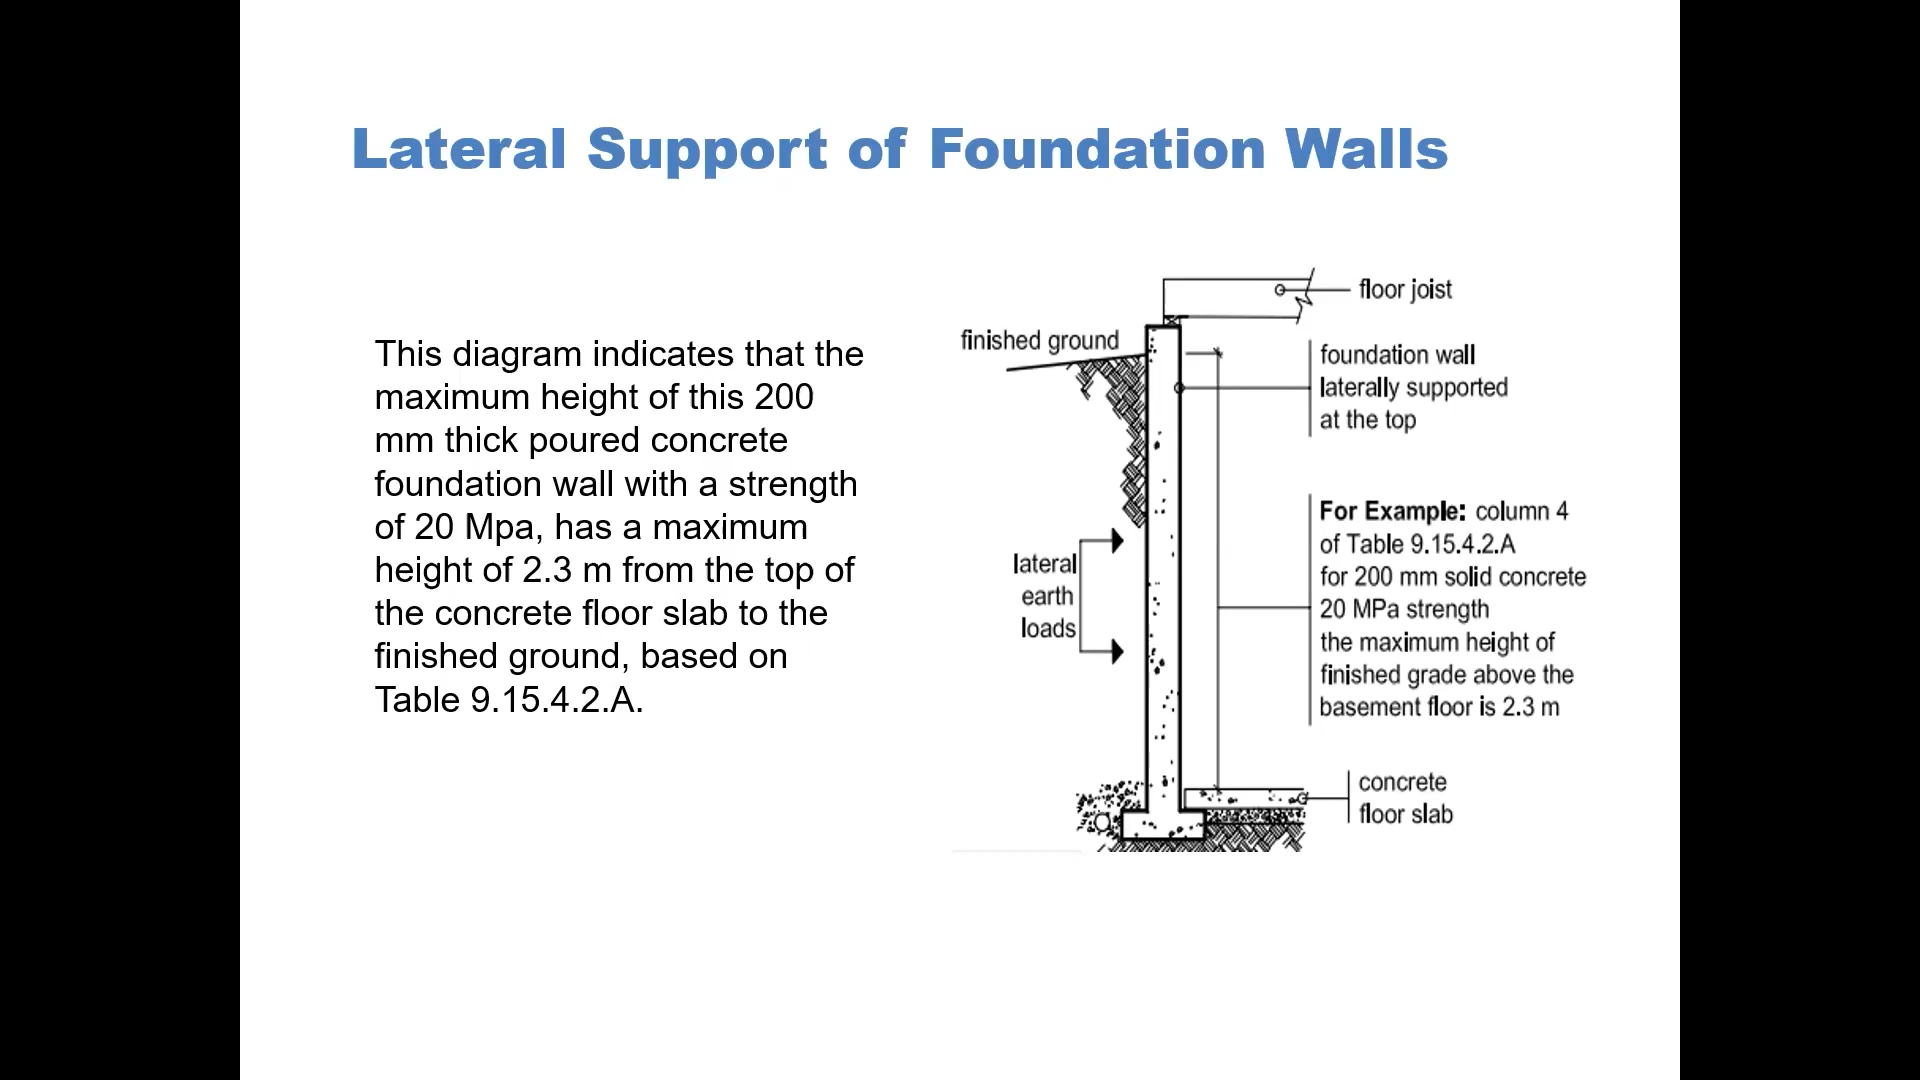 Lateral Support of Foundation Walls
This diagram indicates that the
maximum height of this 200
mm thick poured concrete
foundation wall with a strength
of 20 Mpa, has a maximum
height of 2.3 m from the top of
the concrete floor slab to the
finished ground, based on
Table 9.15.4.2.A.
floor joist
finished ground
foundation wall
laterally supported
at the top
For Example: column 4
of Table 9.15.4.2.A
for 200 mm solid concrete
20 MPa strength
the maximum height of
finished grade above the
basement floor is 2.3 m
lateral
earth
loads
concrete
floor slab